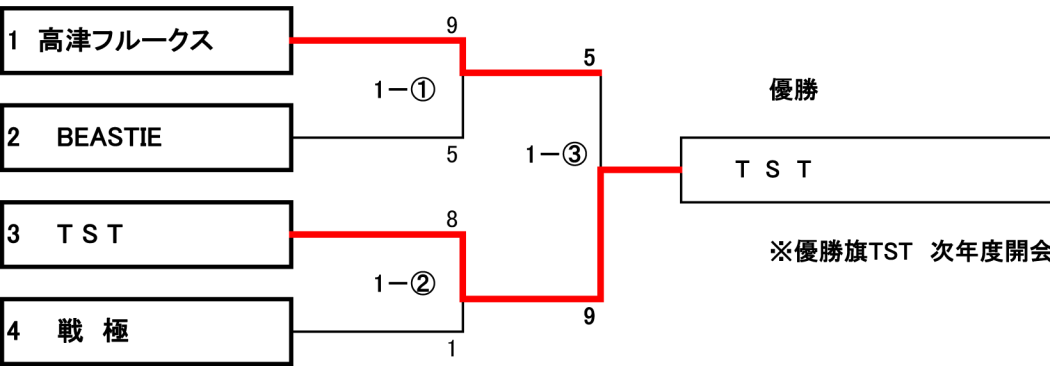 1 高津フルークス
9
5
1－①
優勝
2 BEASTIE
5
1－③
T S T
3 T S T
8
※優勝旗TST 次年度開会
1－②
9
4 戦 極
1